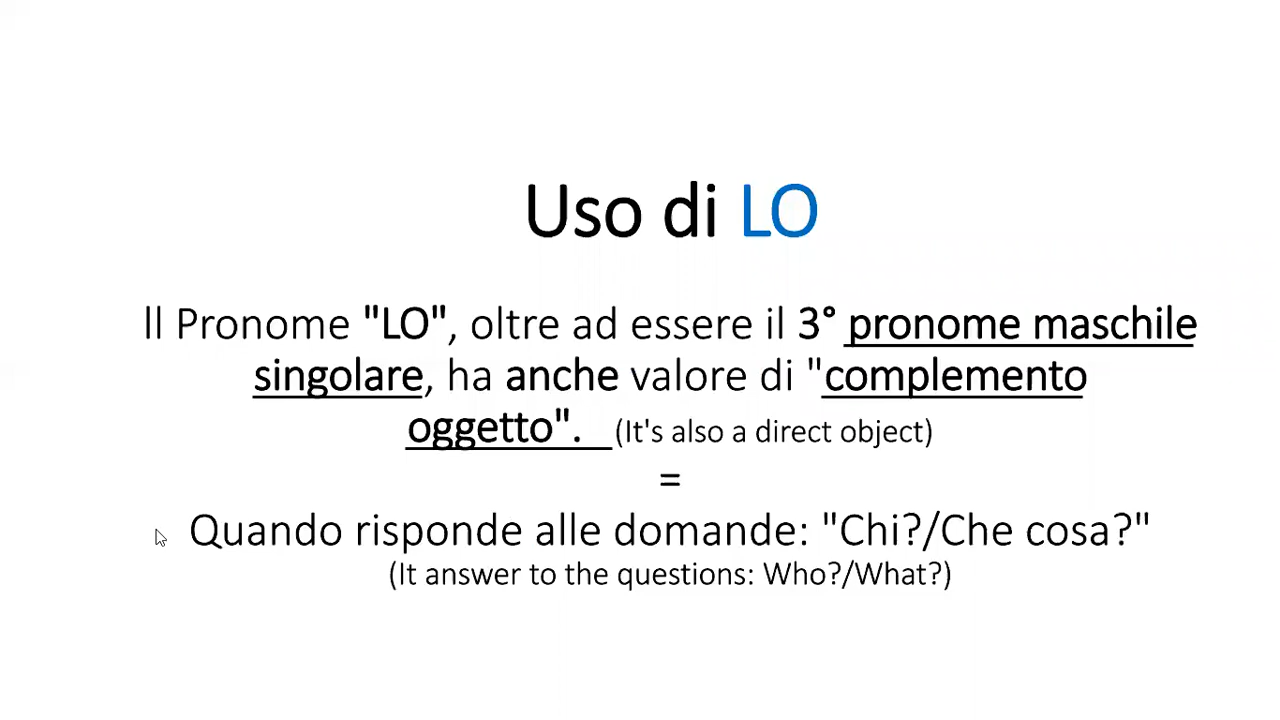 Uso di LO
Il Pronome "LO", oltre ad essere il 3° pronome maschile
singolare, ha anche valore di "complemento
oggetto". (It's also a direct object)
=
Quando risponde alle domande: "Chi?/Che cosa?"
(It answer to the questions: Who?/What?)